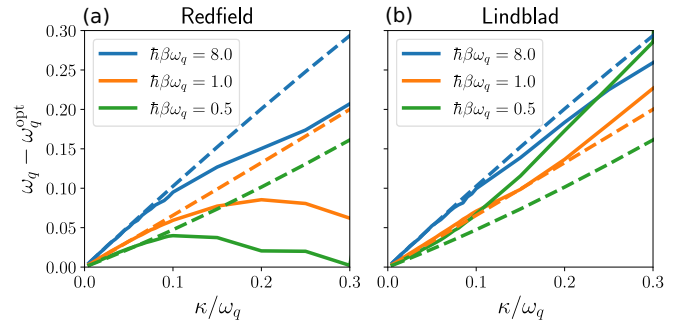 (a) Redfield
(b) Lindblad
ω_q − ω_q^opt
0.30
0.25
0.20
0.15
0.10
0.05
0.00
ħβω_q = 8.0
ħβω_q = 1.0
ħβω_q = 0.5
ħβω_q = 8.0
ħβω_q = 1.0
ħβω_q = 0.5
0.0 0.1 0.2 0.3
0.0 0.1 0.2 0.3
κ/ω_q
κ/ω_q